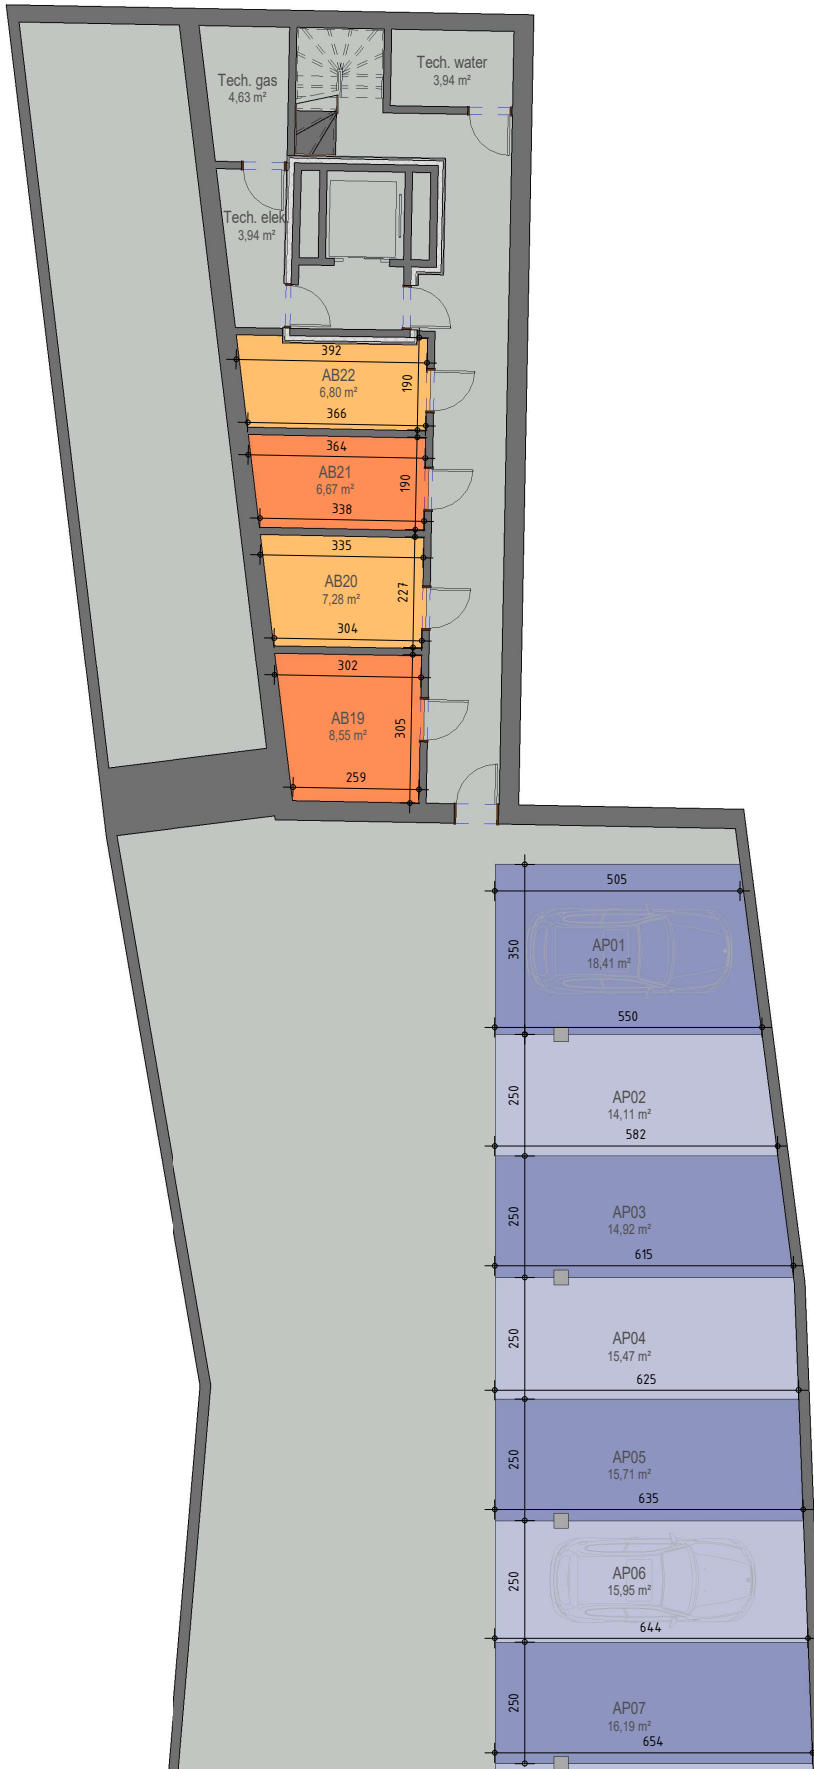 Tech. water
3,94 m²
Tech. gas
4,63 m²
Tech. elek.
3,94 m²
392
AB22
6,80 m²
190
366
364
AB21
6,67 m²
190
338
335
AB20
7,28 m²
227
304
302
AB19
8,55 m²
305
259
505
350
AP01
18,41 m²
550
250
AP02
14,11 m²
582
250
AP03
14,92 m²
615
250
AP04
15,47 m²
625
250
AP05
15,71 m²
635
250
AP06
15,95 m²
644
250
AP07
16,19 m²
654